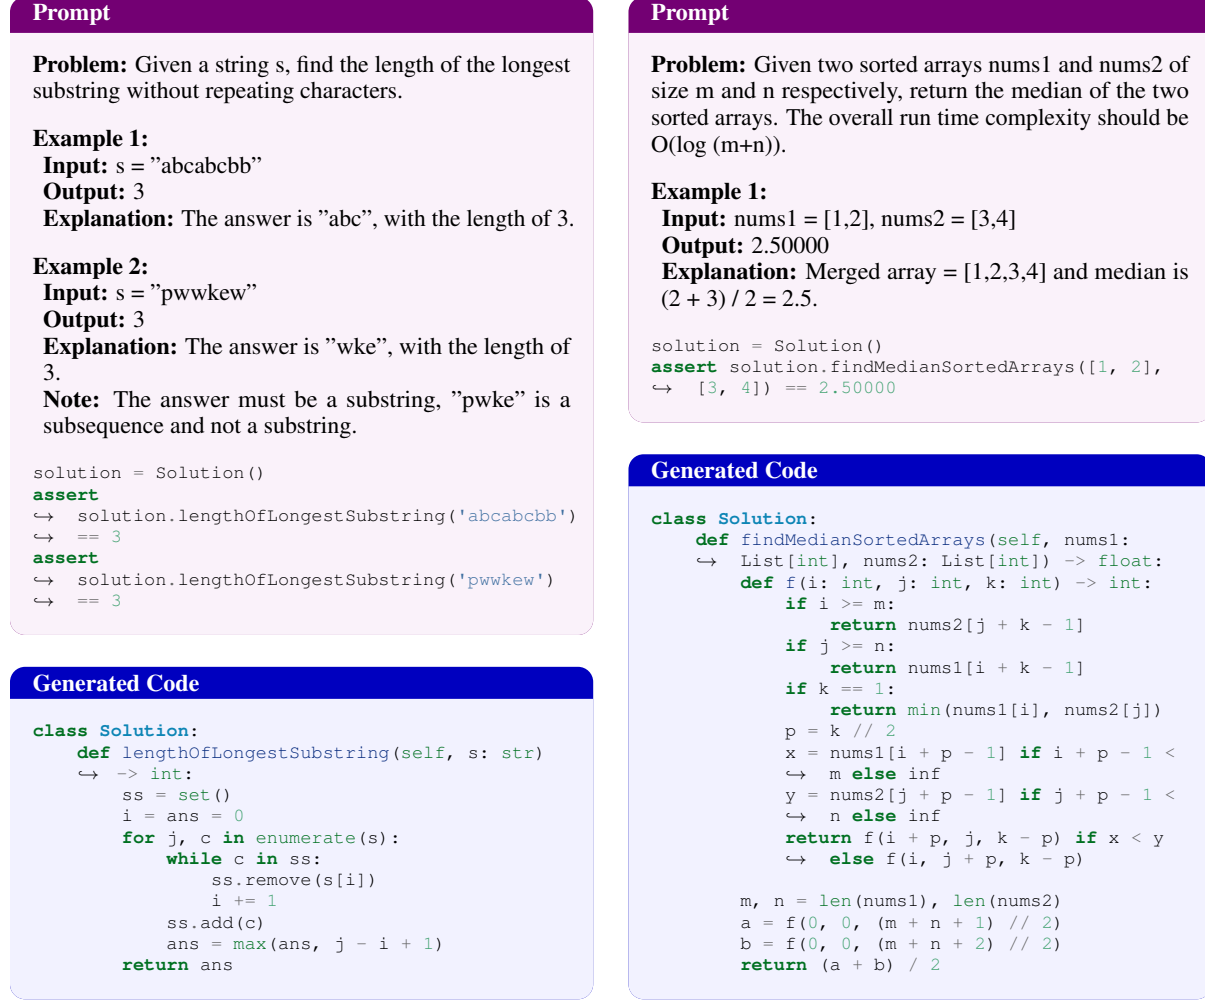 Prompt
Problem: Given a string s, find the length of the longest
substring without repeating characters.
Example 1:
Input: s = ”abcabcbb”
Output: 3
Explanation: The answer is ”abc”, with the length of 3.
Example 2:
Input: s = ”pwwkew”
Output: 3
Explanation: The answer is ”wke”, with the length of
3.
Note: The answer must be a substring, ”pwke” is a
subsequence and not a substring.
solution = Solution()
assert
↪ solution.lengthOfLongestSubstring('abcabcbb')
↪ == 3
assert
↪ solution.lengthOfLongestSubstring('pwwkew')
↪ == 3
Generated Code
class Solution:
    def lengthOfLongestSubstring(self, s: str)
    ↪ -> int:
        ss = set()
        i = ans = 0
        for j, c in enumerate(s):
            while c in ss:
                ss.remove(s[i])
                i += 1
            ss.add(c)
            ans = max(ans, j - i + 1)
        return ans
Prompt
Problem: Given two sorted arrays nums1 and nums2 of
size m and n respectively, return the median of the two
sorted arrays. The overall run time complexity should be
O(log (m+n)).
Example 1:
Input: nums1 = [1,2], nums2 = [3,4]
Output: 2.50000
Explanation: Merged array = [1,2,3,4] and median is
(2 + 3) / 2 = 2.5.
solution = Solution()
assert solution.findMedianSortedArrays([1, 2],
↪ [3, 4]) == 2.50000
Generated Code
class Solution:
    def findMedianSortedArrays(self, nums1:
    ↪ List[int], nums2: List[int]) -> float:
        def f(i: int, j: int, k: int) -> int:
            if i >= m:
                return nums2[j + k - 1]
            if j >= n:
                return nums1[i + k - 1]
            if k == 1:
                return min(nums1[i], nums2[j])
            p = k // 2
            x = nums1[i + p - 1] if i + p - 1 <
            ↪ m else inf
            y = nums2[j + p - 1] if j + p - 1 <
            ↪ n else inf
            return f(i + p, j, k - p) if x < y
            ↪ else f(i, j + p, k - p)
        m, n = len(nums1), len(nums2)
        a = f(0, 0, (m + n + 1) // 2)
        b = f(0, 0, (m + n + 2) // 2)
        return (a + b) / 2